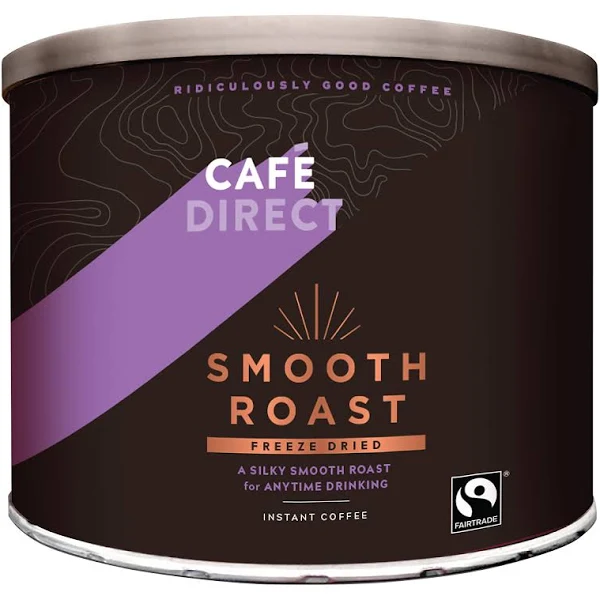 RIDICULOUSLY GOOD COFFEE
CAFÉ
DIRECT
SMOOTH
ROAST
FREEZE DRIED
A SILKY SMOOTH ROAST
for ANYTIME DRINKING
INSTANT COFFEE
FAIRTRADE
®